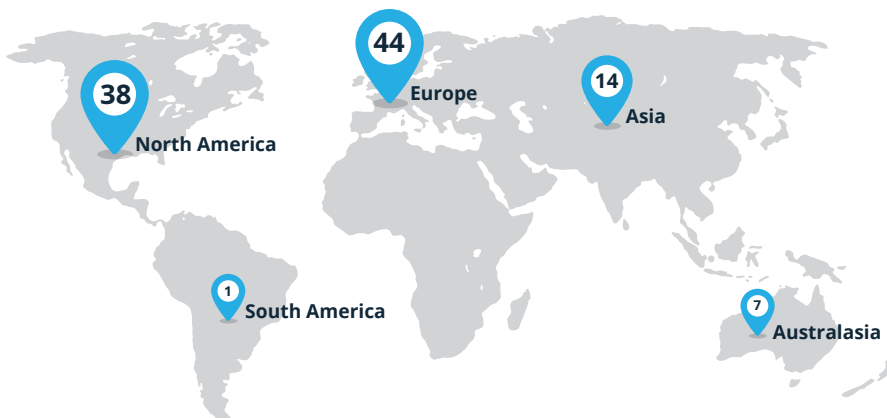 44
Europe
38
North America
14
Asia
1
South America
7
Australasia